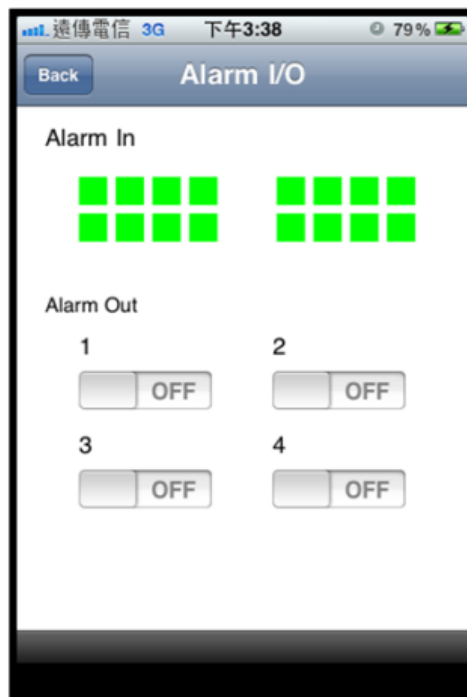 遠傳電信 3G 下午3:38 79%
Back Alarm I/O
Alarm In
Alarm Out
1 2
OFF OFF
3 4
OFF OFF